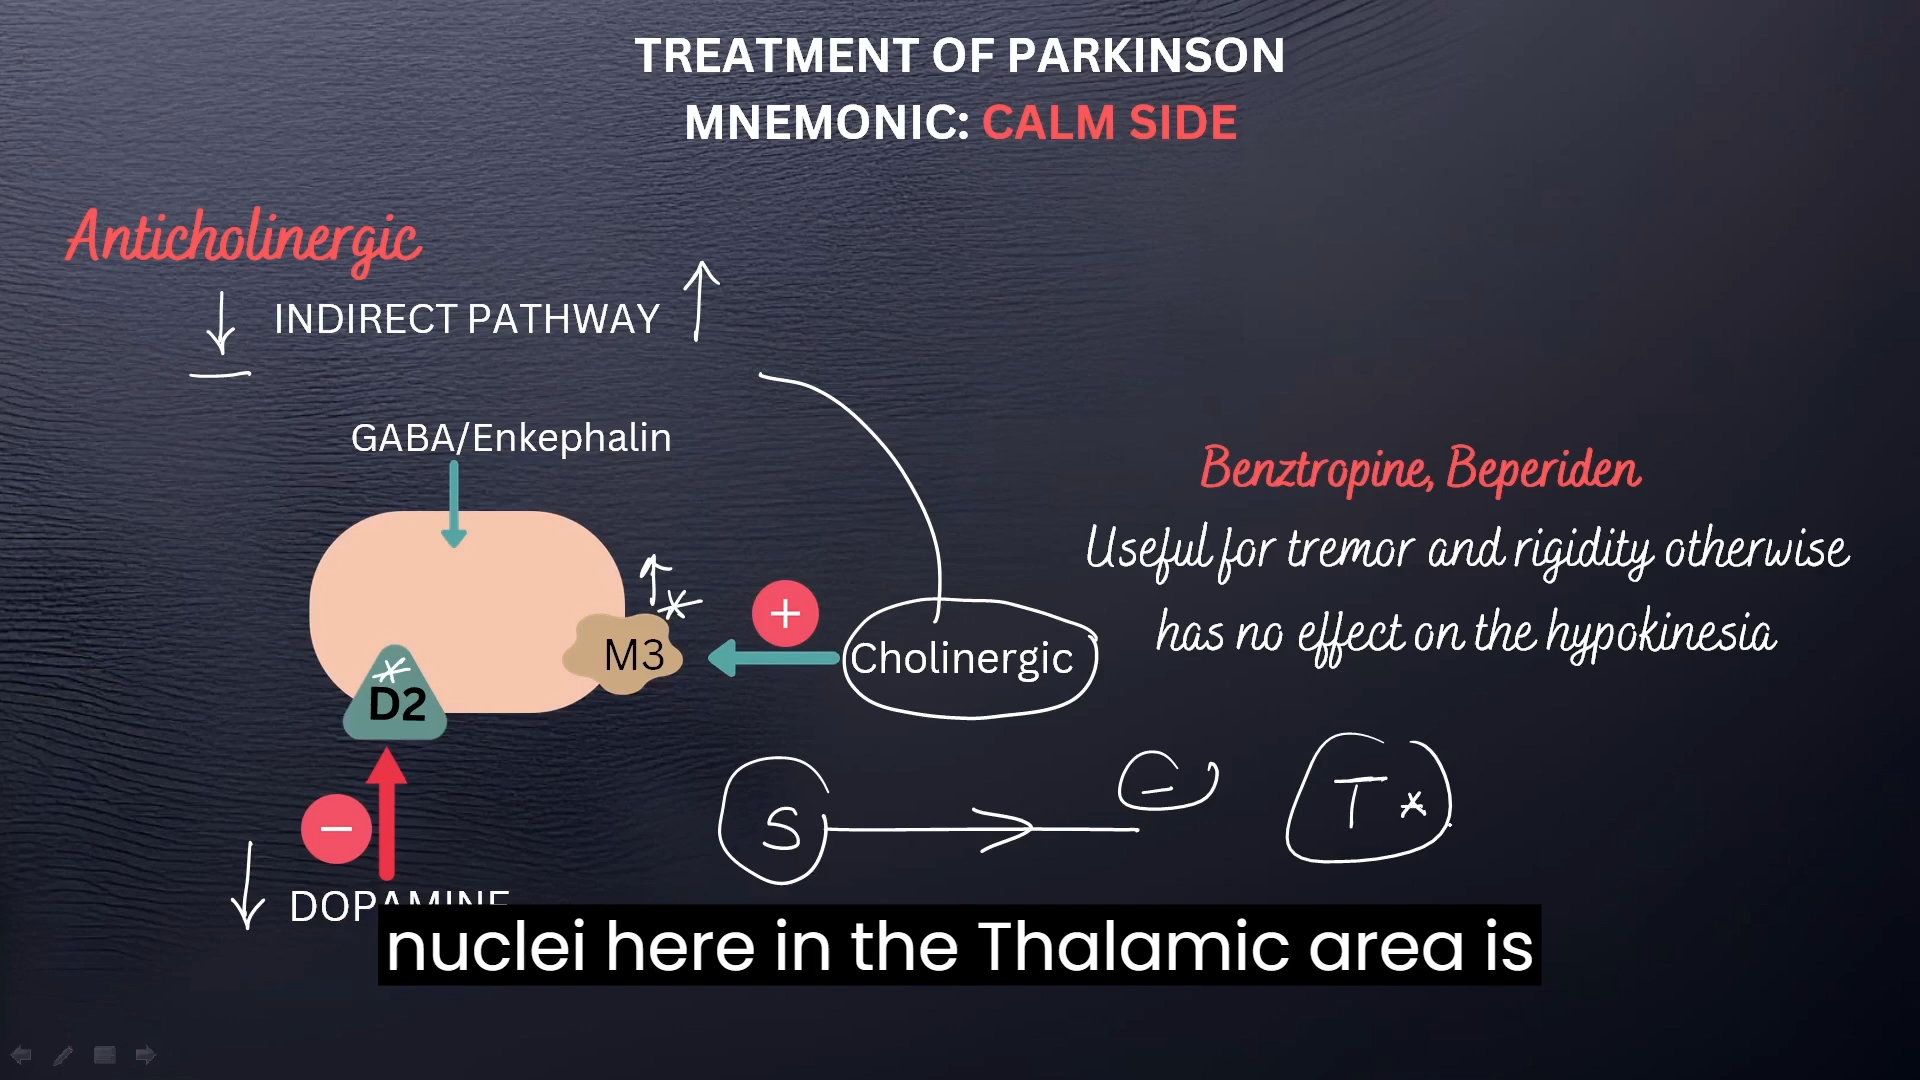 TREATMENT OF PARKINSON
MNEMONIC: CALM SIDE
Anticholinergic
INDIRECT PATHWAY
GABA/Enkephalin
Benztropine, Beperiden
Useful for tremor and rigidity otherwise
has no effect on the hypokinesia
M3
+
Cholinergic
D2
−
S
−
T *
DOPAMINE
nuclei here in the Thalamic area is